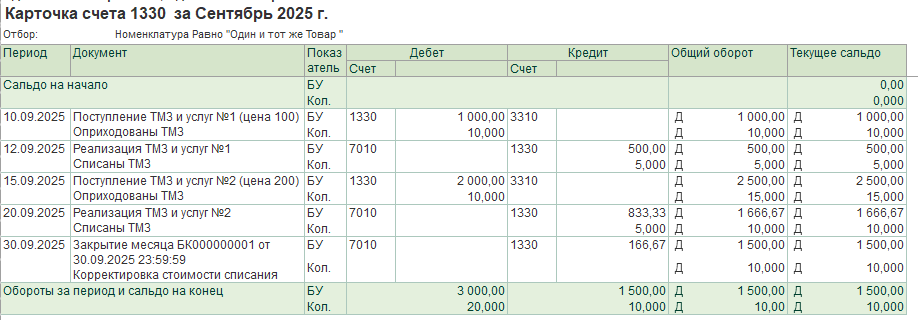 Карточка счета 1330 за Сентябрь 2025 г.
Отбор: Номенклатура Равно "Один и тот же Товар "
Период Документ Показ Дебет Кредит Общий оборот Текущее сальдо
атель Счет Счет
Сальдо на начало БУ 0,00
Кол. 0,000
10.09.2025 Поступление ТМЗ и услуг №1 (цена 100) БУ 1330 1 000,00 3310 Д 1 000,00 Д 1 000,00
Оприходованы ТМЗ Кол. 10,000 Д 10,000 Д 10,000
12.09.2025 Реализация ТМЗ и услуг №1 БУ 7010 1330 500,00 Д 500,00 Д 500,00
Списаны ТМЗ Кол. 5,000 Д 5,000 Д 5,000
15.09.2025 Поступление ТМЗ и услуг №2 (цена 200) БУ 1330 2 000,00 3310 Д 2 500,00 Д 2 500,00
Оприходованы ТМЗ Кол. 10,000 Д 15,000 Д 15,000
20.09.2025 Реализация ТМЗ и услуг №2 БУ 7010 1330 833,33 Д 1 666,67 Д 1 666,67
Списаны ТМЗ Кол. 5,000 Д 10,000 Д 10,000
30.09.2025 Закрытие месяца БК000000001 от БУ 7010 1330 166,67 Д 1 500,00 Д 1 500,00
30.09.2025 23:59:59
Корректировка стоимости списания Кол. Д 10,000 Д 10,000
Обороты за период и сальдо на конец БУ 3 000,00 1 500,00 Д 1 500,00 Д 1 500,00
Кол. 20,000 10,000 Д 10,00 Д 10,000